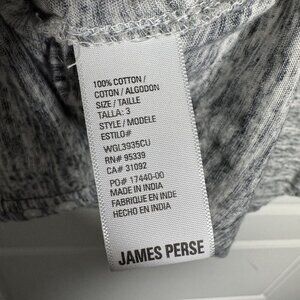 100% COTTON /
COTON / ALGODON
SIZE / TAILLE
TALLA: 3
STYLE / MODELE
ESTILO#
WGL3935CU
RN# 95339
CA# 31092
PO# 17440-00
MADE IN INDIA
FABRIQUE EN INDE
HECHO EN INDIA
JAMES PERSE